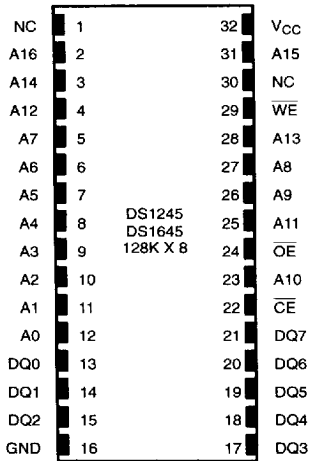 NC 1 32 VCC
A16 2 31 A15
A14 3 30 NC
A12 4 29 W̅E̅
A7 5 28 A13
A6 6 27 A8
A5 7 26 A9
A4 8 DS1245 25 A11
DS1645
A3 9 128K X 8 24 O̅E̅
A2 10 23 A10
A1 11 22 C̅E̅
A0 12 21 DQ7
DQ0 13 20 DQ6
DQ1 14 19 DQ5
DQ2 15 18 DQ4
GND 16 17 DQ3